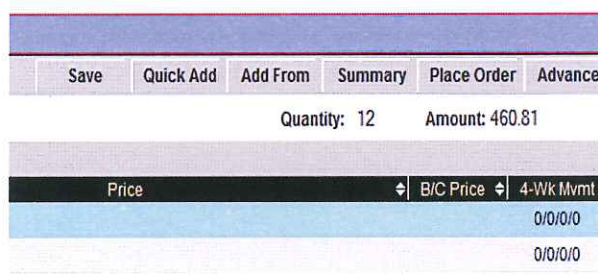 Save Quick Add Add From Summary Place Order Advance
Quantity: 12 Amount: 460.81
Price B/C Price 4-Wk Mvmt
0/0/0/0
0/0/0/0